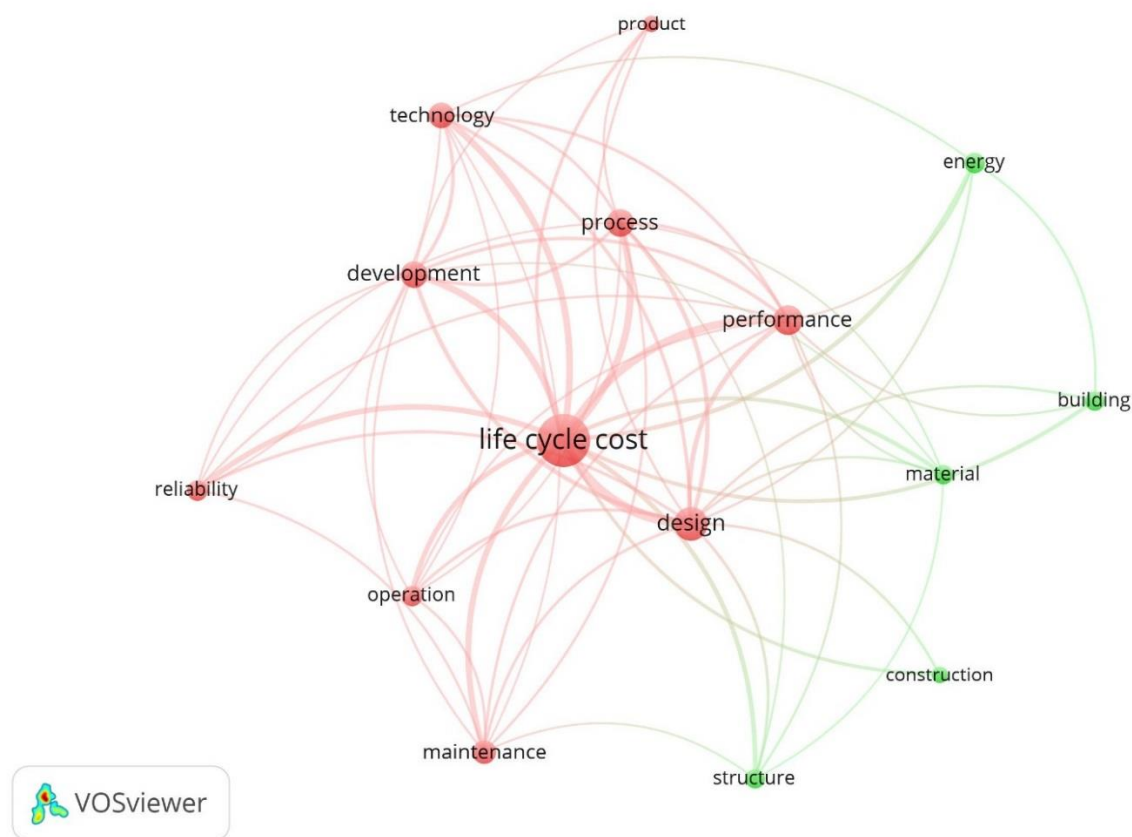 product
technology
energy
process
development
performance
building
life cycle cost
material
reliability
design
operation
construction
maintenance
structure
VOSviewer